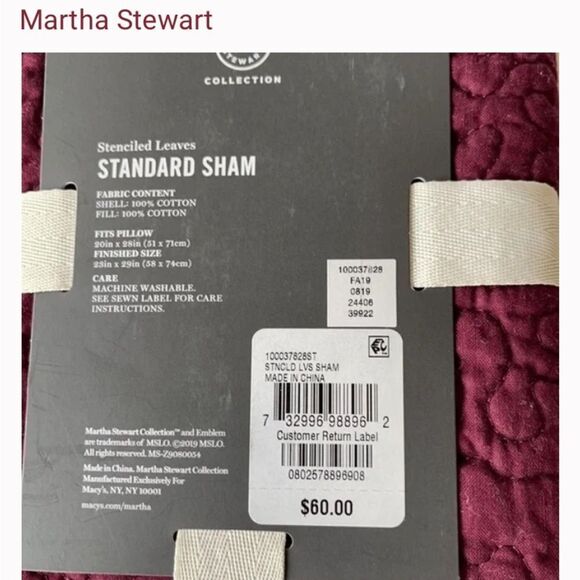 Martha Stewart
STEWART
COLLECTION
Stenciled Leaves
STANDARD SHAM
FABRIC CONTENT
SHELL: 100% COTTON
FILL: 100% COTTON
FITS PILLOW
20in x 28in (51 x 71cm)
FINISHED SIZE
23in x 29in (58 x 74cm)
CARE
MACHINE WASHABLE.
SEE SEWN LABEL FOR CARE
INSTRUCTIONS.
100037828
FA19
0819
24406
39922
100037828ST
STNCLD LVS SHAM
MADE IN CHINA
7 32996 98896 2
Customer Return Label
0802578896908
$60.00
Martha Stewart Collection™ and Emblem
are trademarks of MSLO. ©2019 MSLO.
All rights reserved. MS-Z9080054
Made in China. Martha Stewart Collection
Manufactured Exclusively For
Macy's, NY, NY 10001
macys.com/martha